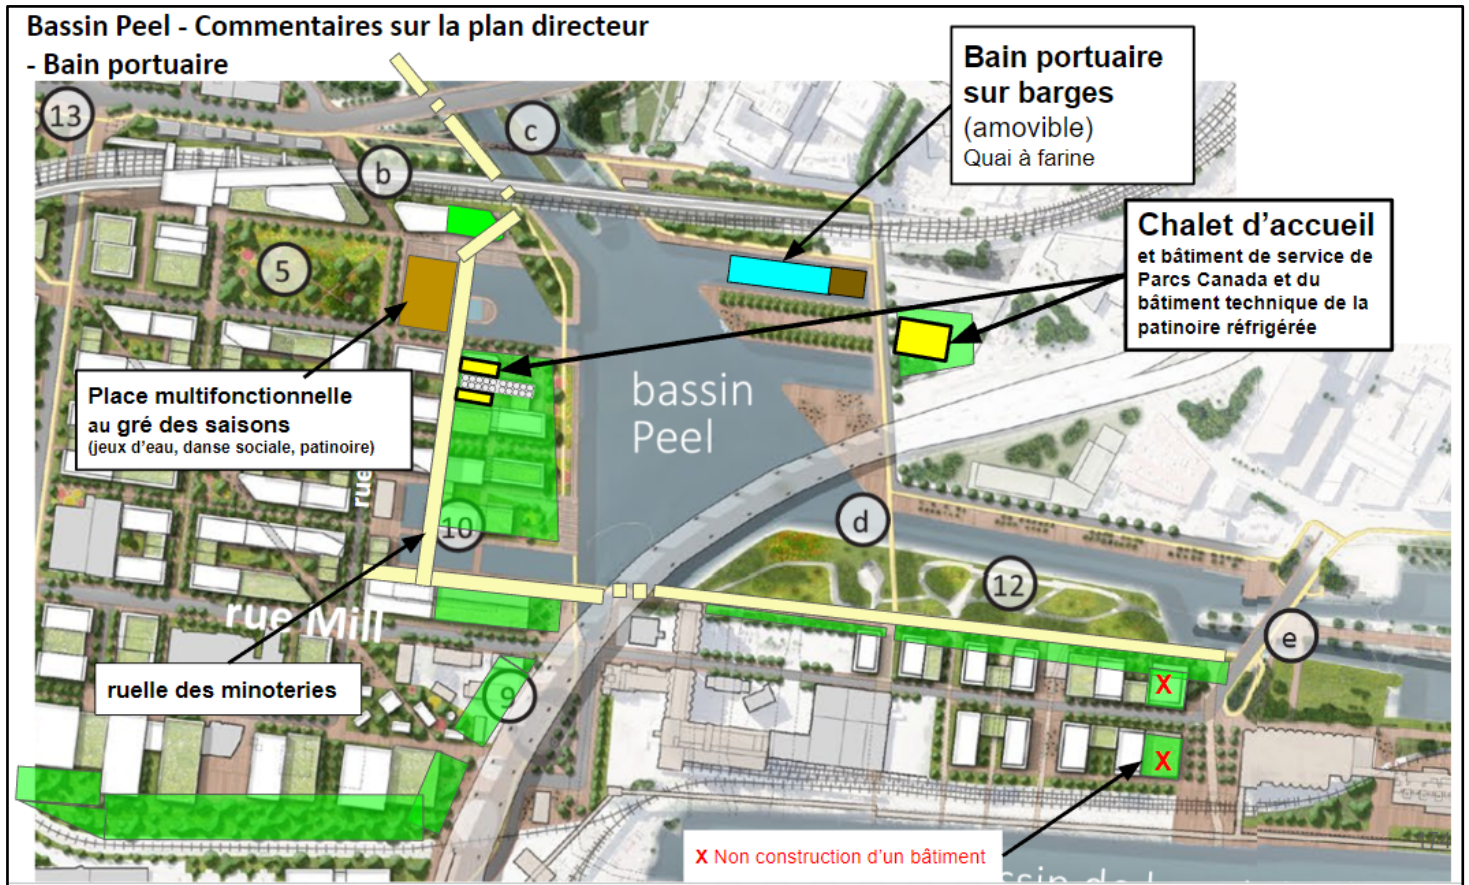 Bassin Peel - Commentaires sur la plan directeur
- Bain portuaire
Bain portuaire
sur barges
(amovible)
Quai à farine
13
c
b
Chalet d'accueil
et bâtiment de service de
Parcs Canada et du
bâtiment technique de la
patinoire réfrigérée
5
Place multifonctionnelle
au gré des saisons
(jeux d'eau, danse sociale, patinoire)
bassin
Peel
rue
10
d
12
rue Mill
e
ruelle des minoteries
9
X
X
X Non construction d'un bâtiment